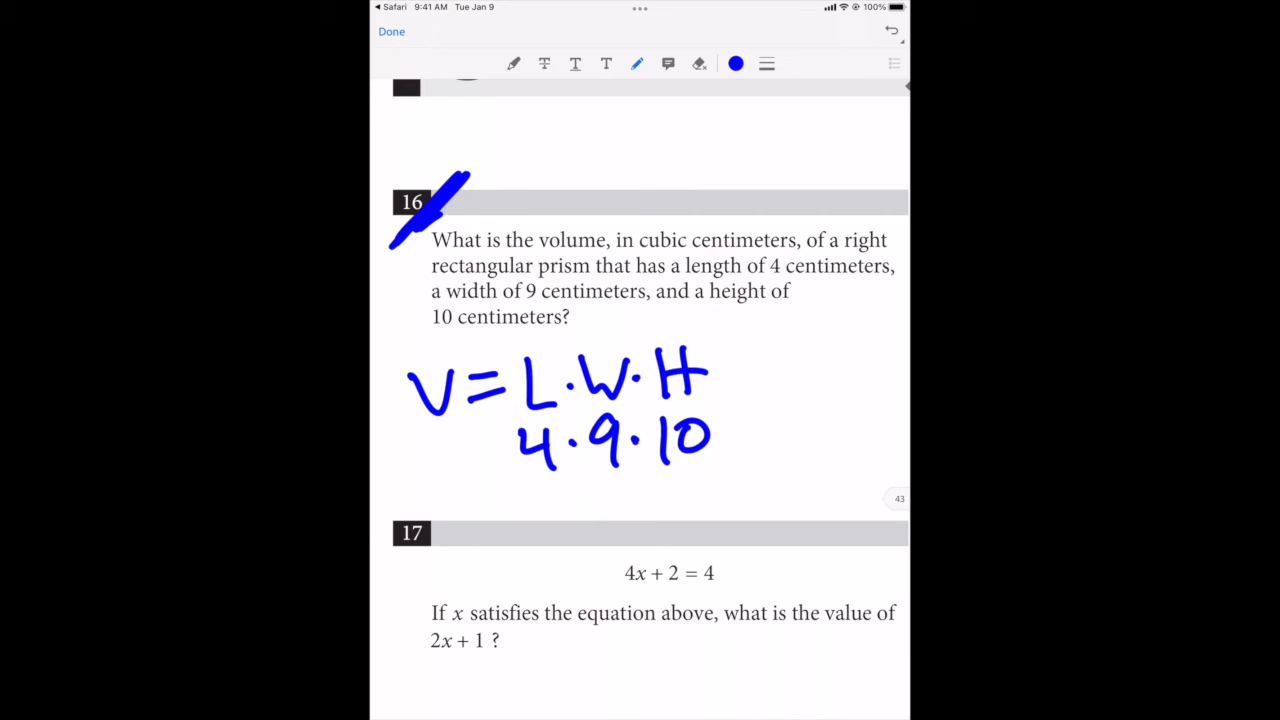 Safari 9:41 AM Tue Jan 9 100%
Done
16
What is the volume, in cubic centimeters, of a right
rectangular prism that has a length of 4 centimeters,
a width of 9 centimeters, and a height of
10 centimeters?
V = L · W · H
4 · 9 · 10
43
17
4x + 2 = 4
If x satisfies the equation above, what is the value of
2x + 1 ?